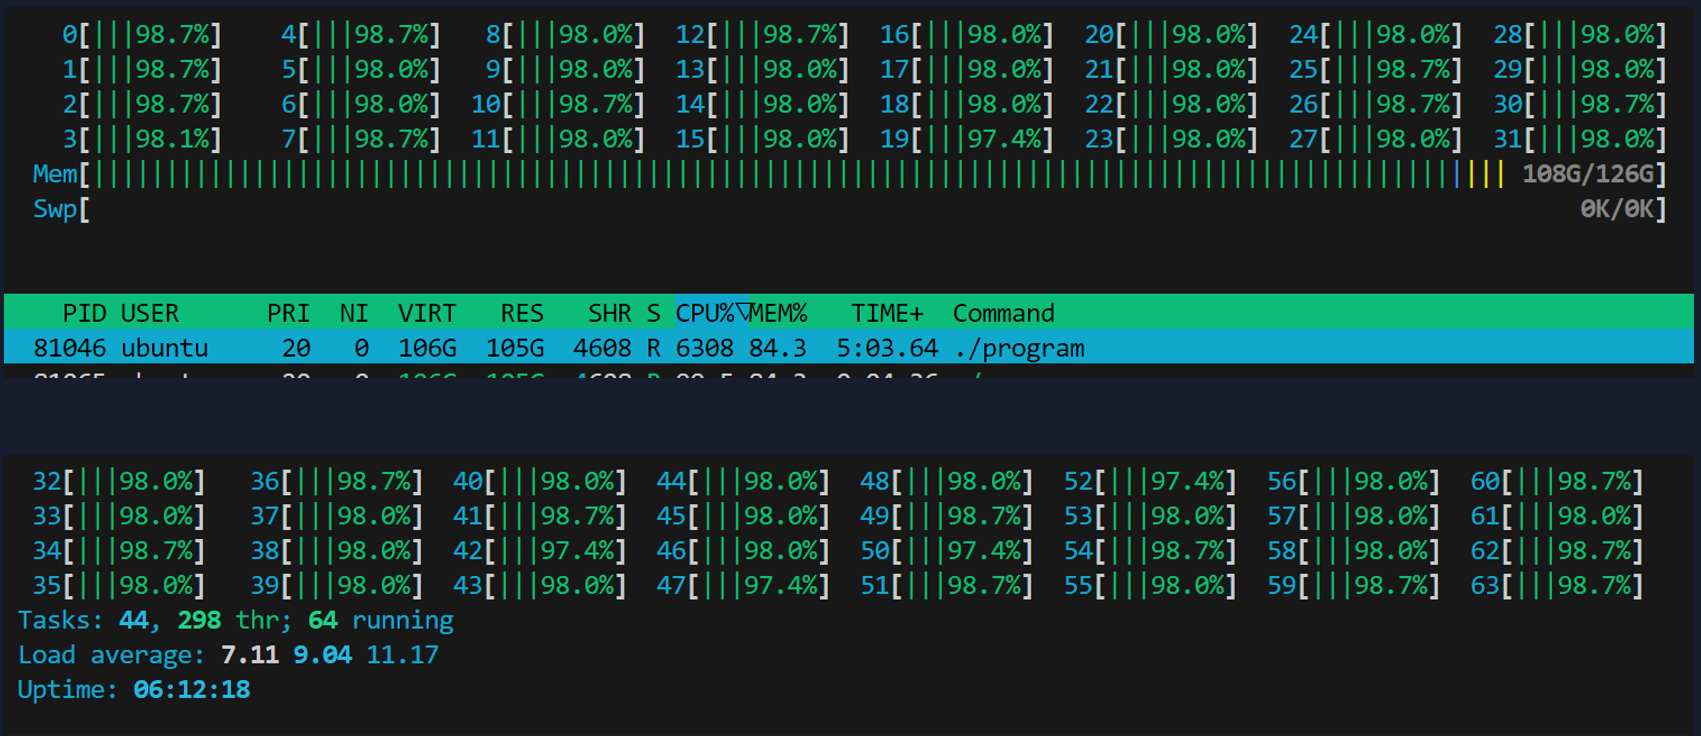 0[|||98.7%] 4[|||98.7%] 8[|||98.0%] 12[|||98.7%] 16[|||98.0%] 20[|||98.0%] 24[|||98.0%] 28[|||98.0%]
1[|||98.7%] 5[|||98.0%] 9[|||98.0%] 13[|||98.0%] 17[|||98.0%] 21[|||98.0%] 25[|||98.7%] 29[|||98.0%]
2[|||98.7%] 6[|||98.0%] 10[|||98.7%] 14[|||98.0%] 18[|||98.0%] 22[|||98.0%] 26[|||98.7%] 30[|||98.7%]
3[|||98.1%] 7[|||98.7%] 11[|||98.0%] 15[|||98.0%] 19[|||97.4%] 23[|||98.0%] 27[|||98.0%] 31[|||98.0%]
Mem[||||||||||||||||||||||||||||||||||||||||||||||||||||||||||||||||||||||||||||||||||||||||||||||||| 108G/126G]
Swp[ 0K/0K]
PID USER PRI NI VIRT RES SHR S CPU%▽MEM% TIME+ Command
81046 ubuntu 20 0 106G 105G 4608 R 6308 84.3 5:03.64 ./program
32[|||98.0%] 36[|||98.7%] 40[|||98.0%] 44[|||98.0%] 48[|||98.0%] 52[|||97.4%] 56[|||98.0%] 60[|||98.7%]
33[|||98.0%] 37[|||98.0%] 41[|||98.7%] 45[|||98.0%] 49[|||98.7%] 53[|||98.0%] 57[|||98.0%] 61[|||98.0%]
34[|||98.7%] 38[|||98.0%] 42[|||97.4%] 46[|||98.0%] 50[|||97.4%] 54[|||98.7%] 58[|||98.0%] 62[|||98.7%]
35[|||98.0%] 39[|||98.0%] 43[|||98.0%] 47[|||97.4%] 51[|||98.7%] 55[|||98.0%] 59[|||98.7%] 63[|||98.7%]
Tasks: 44, 298 thr; 64 running
Load average: 7.11 9.04 11.17
Uptime: 06:12:18